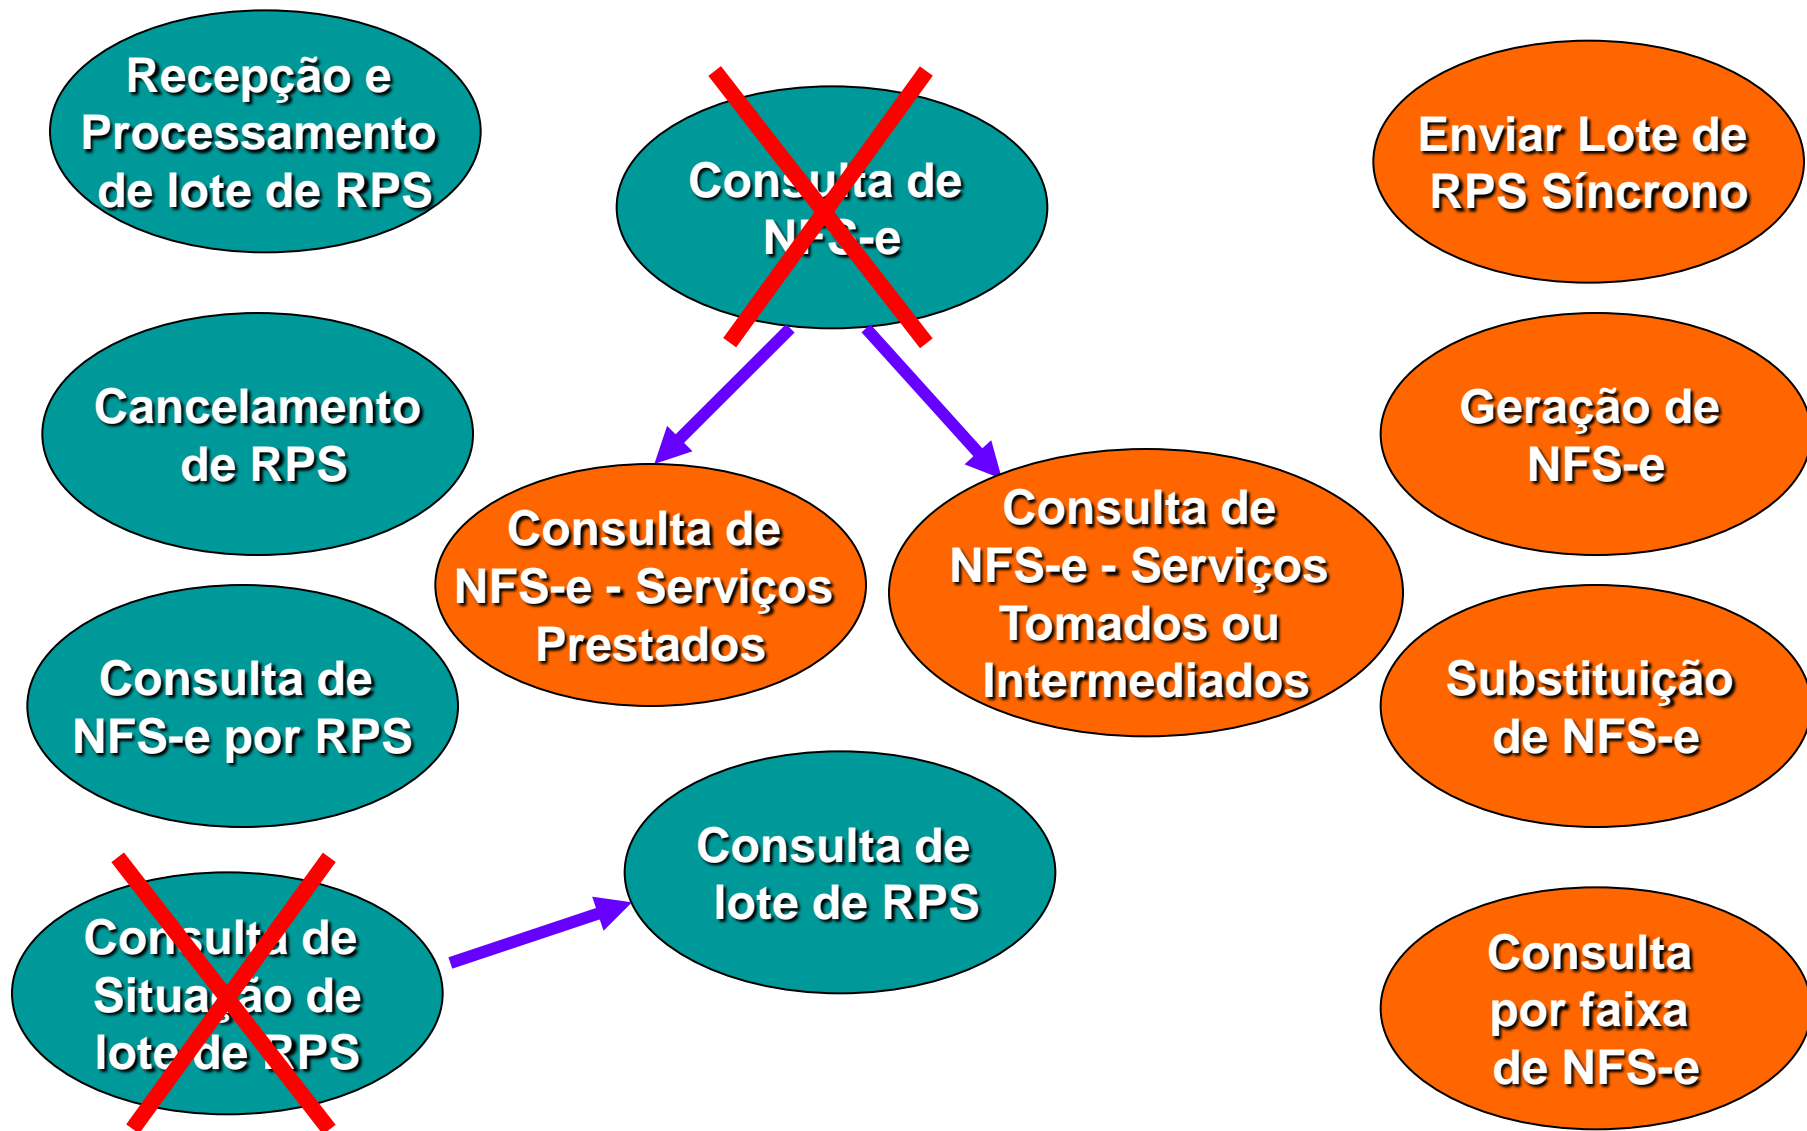 Recepção e
Processamento
de lote de RPS
Consulta de
NFS-e
Enviar Lote de
RPS Síncrono
Cancelamento
de RPS
Geração de
NFS-e
Consulta de
NFS-e - Serviços
Prestados
Consulta de
NFS-e - Serviços
Tomados ou
Intermediados
Consulta de
NFS-e por RPS
Substituição
de NFS-e
Consulta de
Situação de
lote de RPS
Consulta de
lote de RPS
Consulta
por faixa
de NFS-e